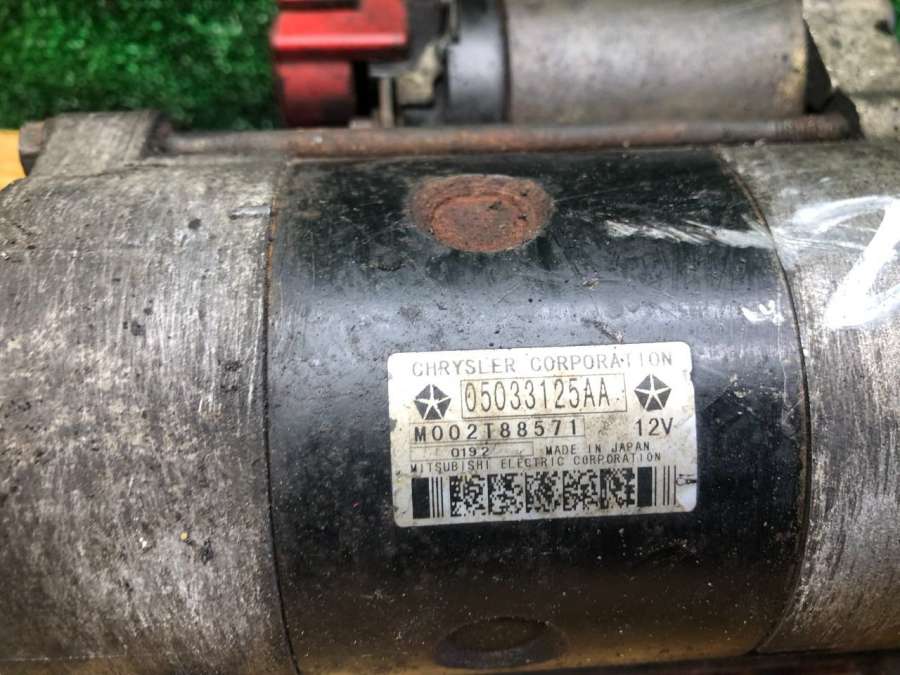 CHRYSLER CORPORATION
05033125AA
M002T88571 12V
0192 MADE IN JAPAN
MITSUBISHI ELECTRIC CORPORATION